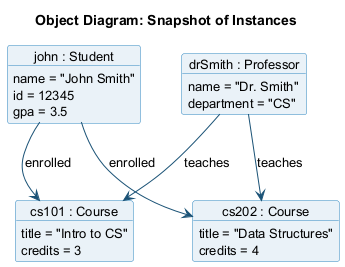 Object Diagram: Snapshot of Instances
john : Student
name = "John Smith"
id = 12345
gpa = 3.5
drSmith : Professor
name = "Dr. Smith"
department = "CS"
enrolled
enrolled
teaches
teaches
cs101 : Course
title = "Intro to CS"
credits = 3
cs202 : Course
title = "Data Structures"
credits = 4